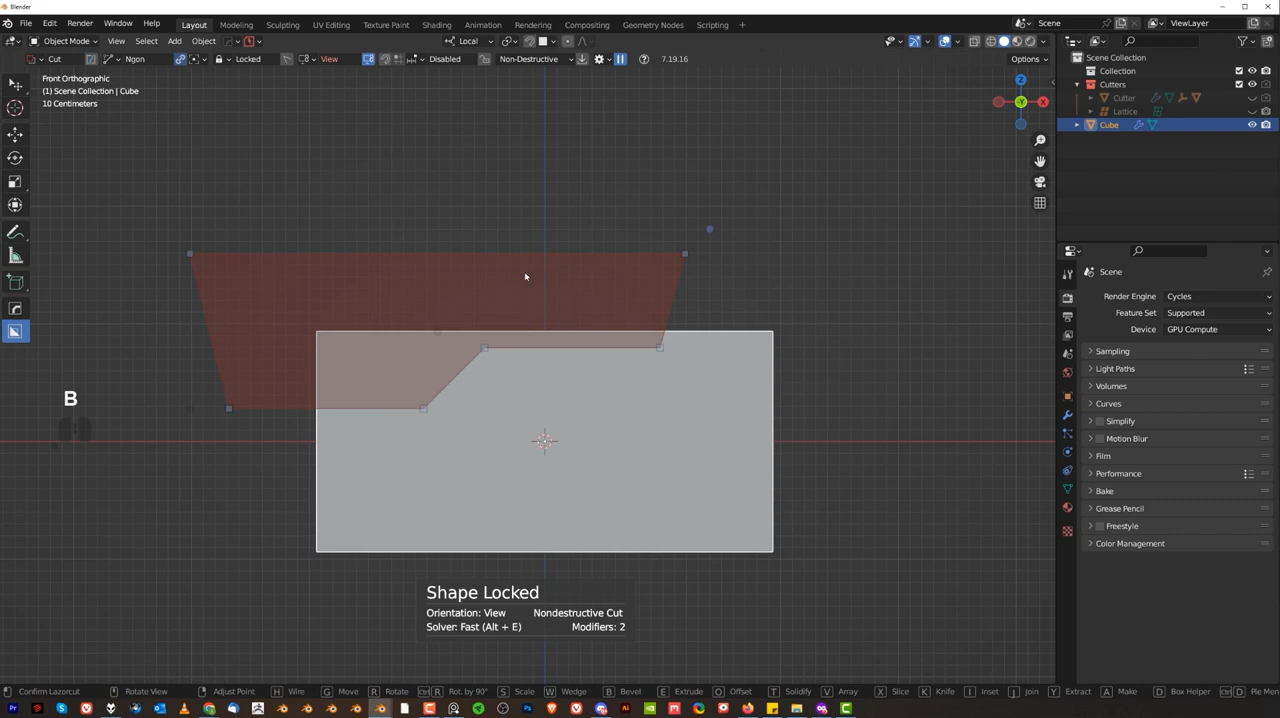 Blender
File Edit Render Window Help
Layout Modeling Sculpting UV Editing Texture Paint Shading Animation Rendering Compositing Geometry Nodes Scripting +
Scene
ViewLayer
Object Mode View Select Add Object
Local
Cut
Ngon
Locked
View
Disabled
Non-Destructive
7.19.16
Options
Front Orthographic
(1) Scene Collection | Cube
10 Centimeters
Z
X
-Y
B
Shape Locked
Orientation: View Nondestructive Cut
Solver: Fast (Alt + E) Modifiers: 2
Scene Collection
Collection
Cutters
Cutter
Lattice
Cube
Scene
Render Engine Cycles
Feature Set Supported
Device GPU Compute
Sampling
Light Paths
Volumes
Curves
Simplify
Motion Blur
Film
Performance
Bake
Grease Pencil
Freestyle
Color Management
Confirm Lazorcut Rotate View Adjust Point H Wire G Move R Rotate Ctrl R Rot. by 90° S Scale W Wedge B Bevel E Extrude O Offset T Solidify V Array X Slice K Knife I Inset J Join Y Extract A Make D Box Helper Ctrl D Pie Men